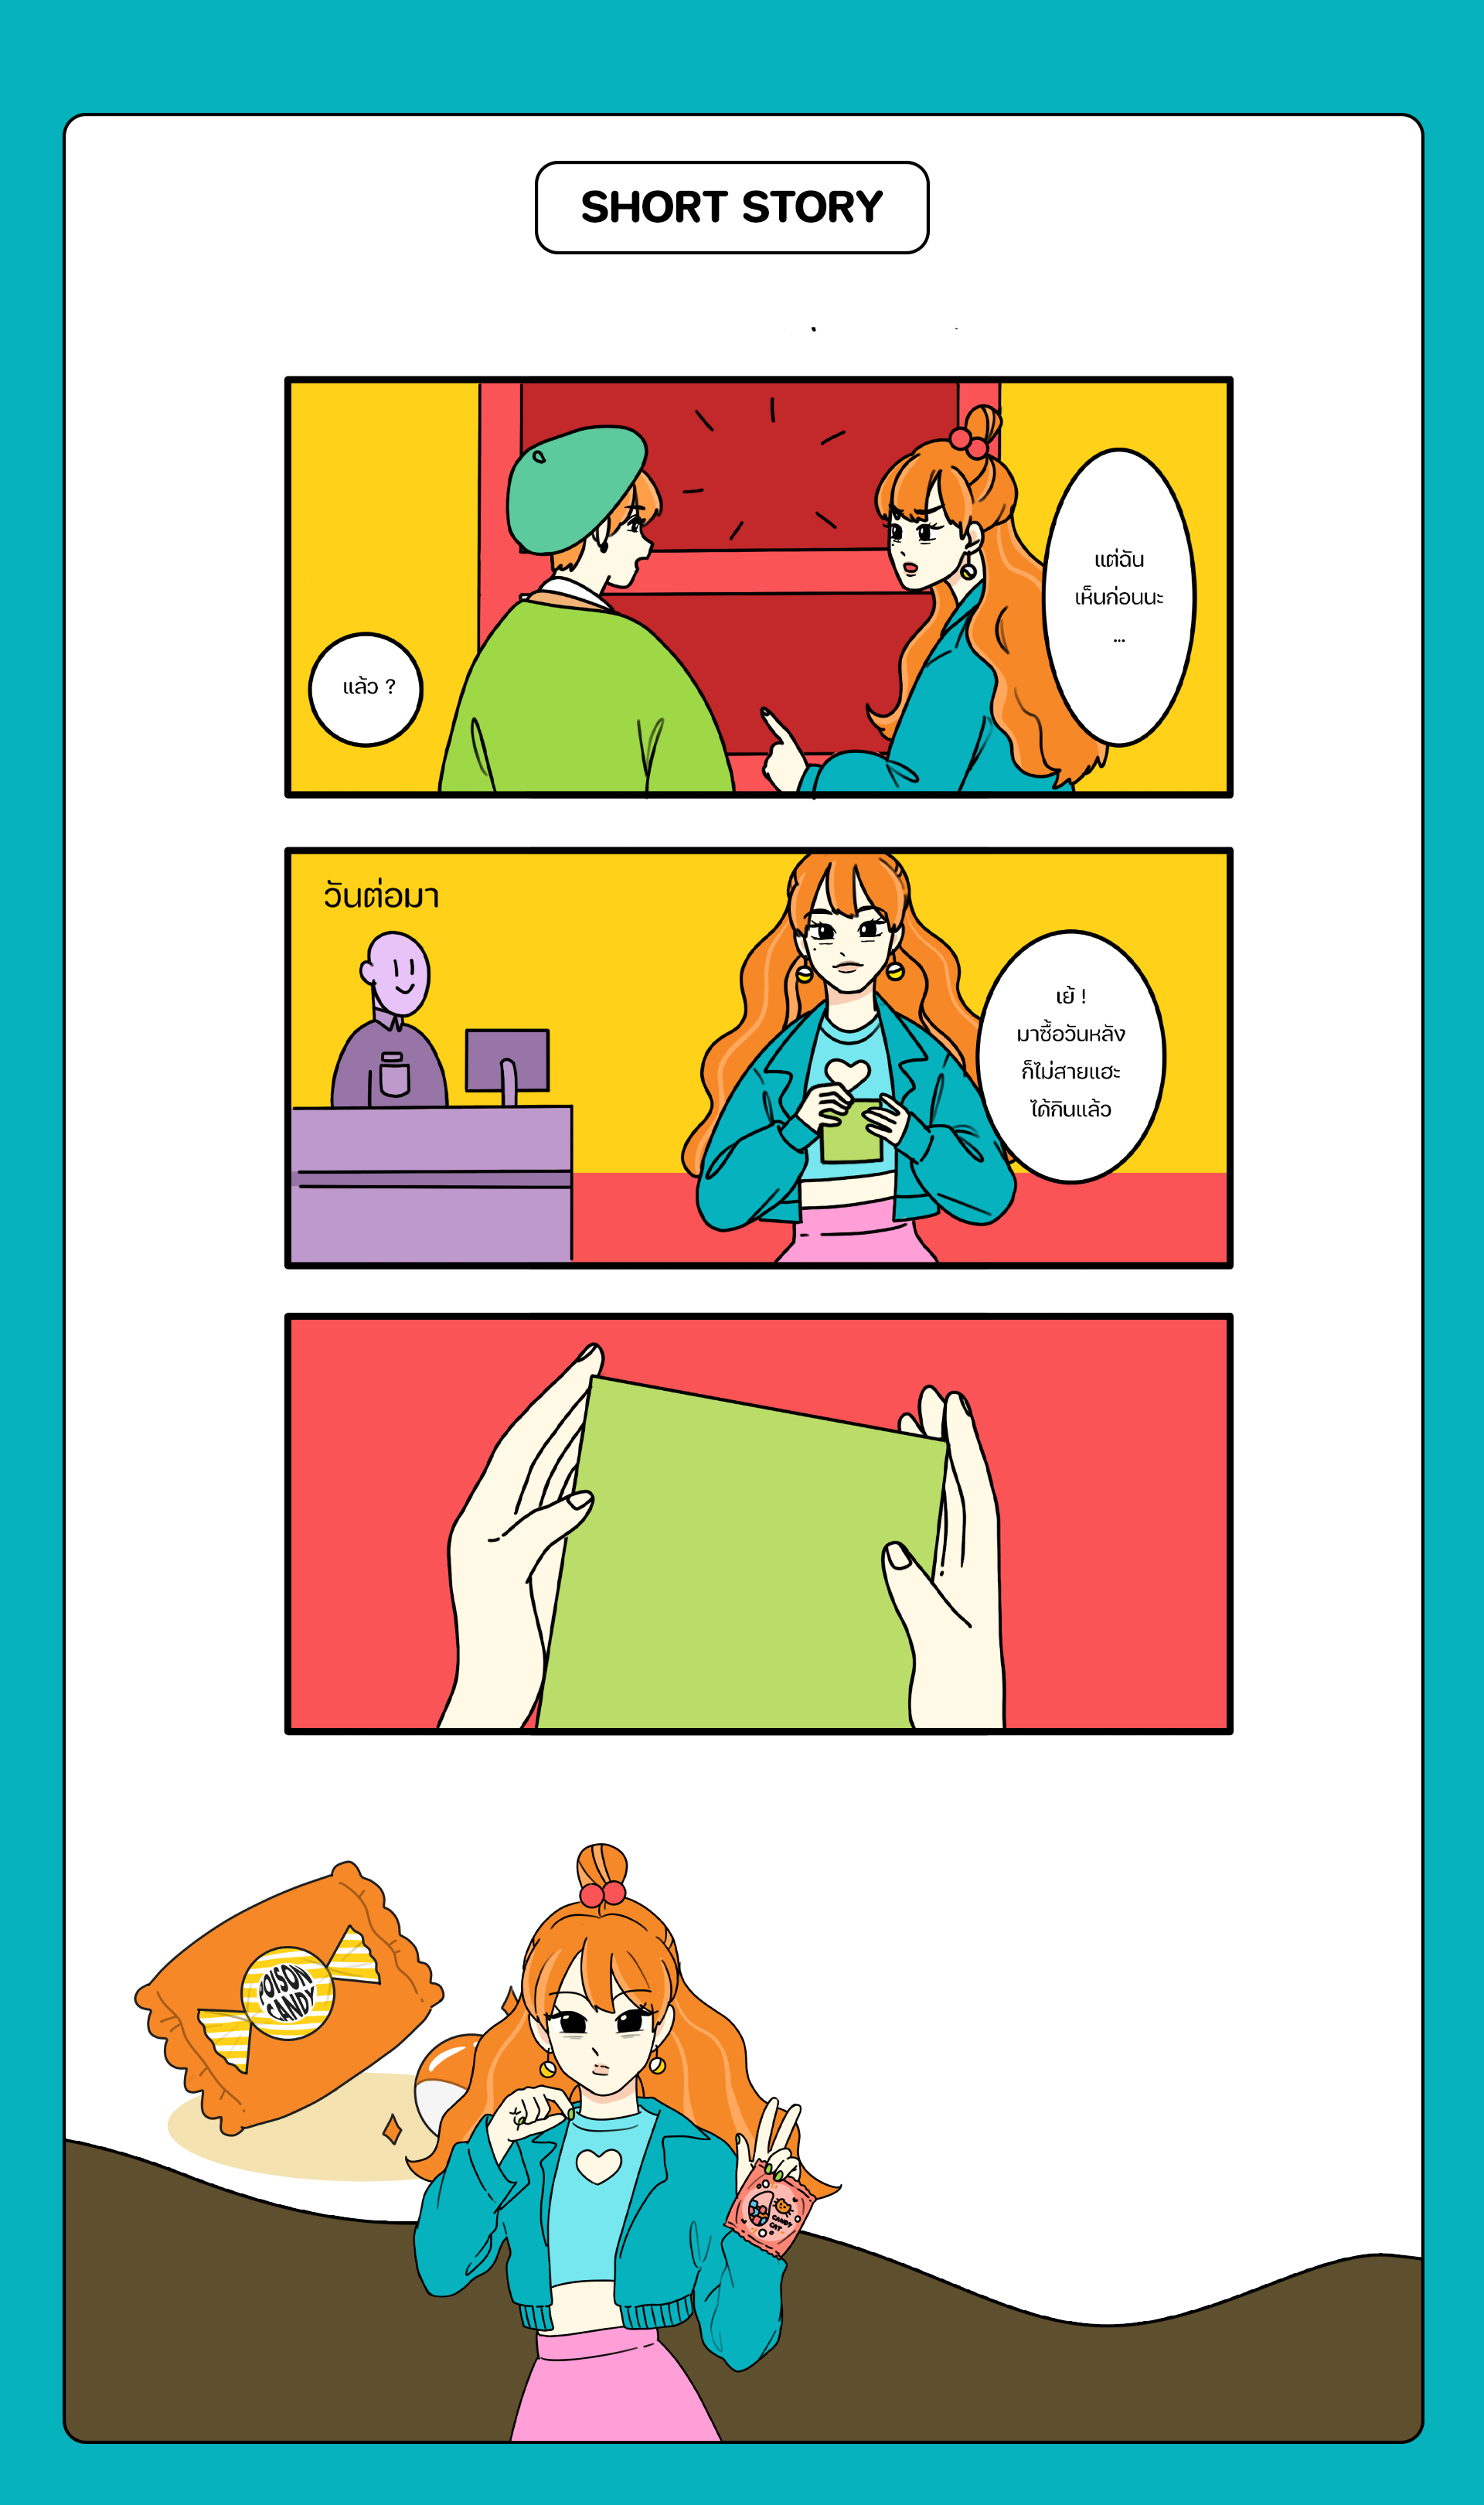 SHORT STORY
แต่ฉัน
เห็นก่อนนะ
...
แล้ว ?
วันต่อมา
เย้ !
มาซื้อวันหลัง
ก็ไม่สายแฮะ
ได้กินแล้ว
POISON
CANDY
CANDY
CAT